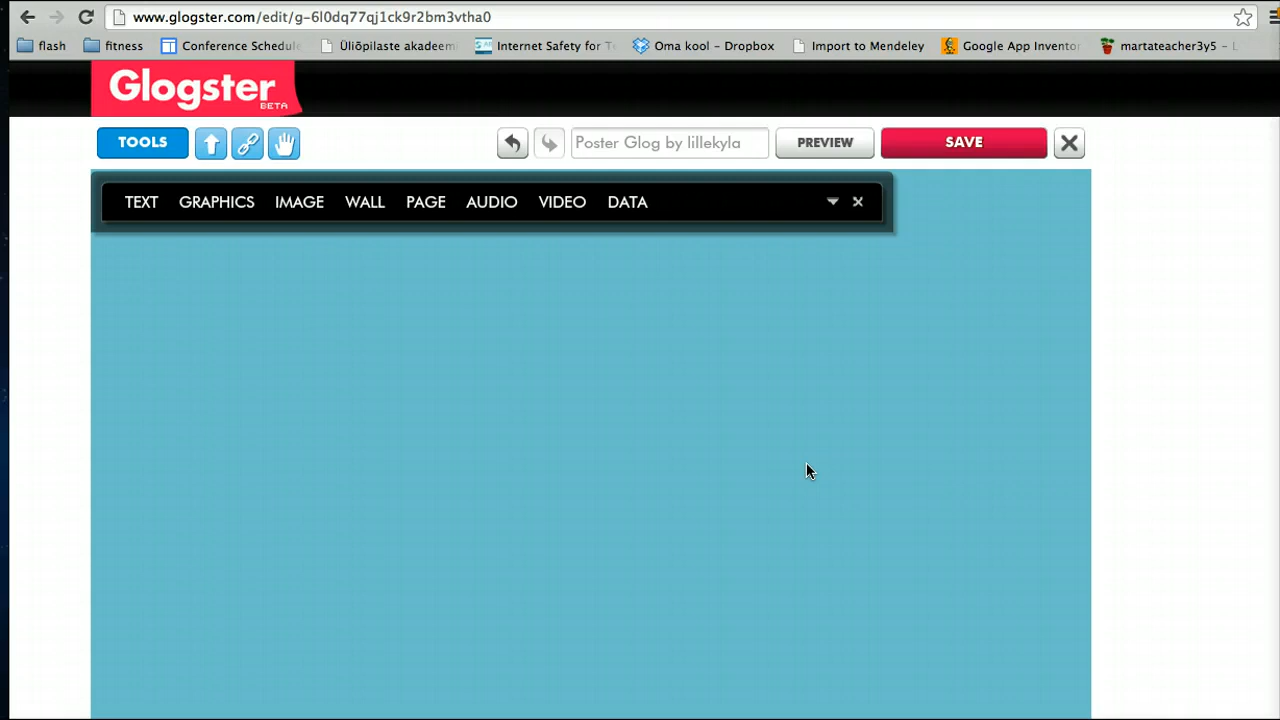 www.glogster.com/edit/g-6l0dq77qj1ck9r2bm3vtha0
flash fitness Conference Schedule Üliõpilaste akadeem Internet Safety for Te Oma kool – Dropbox Import to Mendeley Google App Inventor martateacher3y5 – L
Glogster
BETA
TOOLS Poster Glog by lillekyla PREVIEW SAVE
TEXT GRAPHICS IMAGE WALL PAGE AUDIO VIDEO DATA